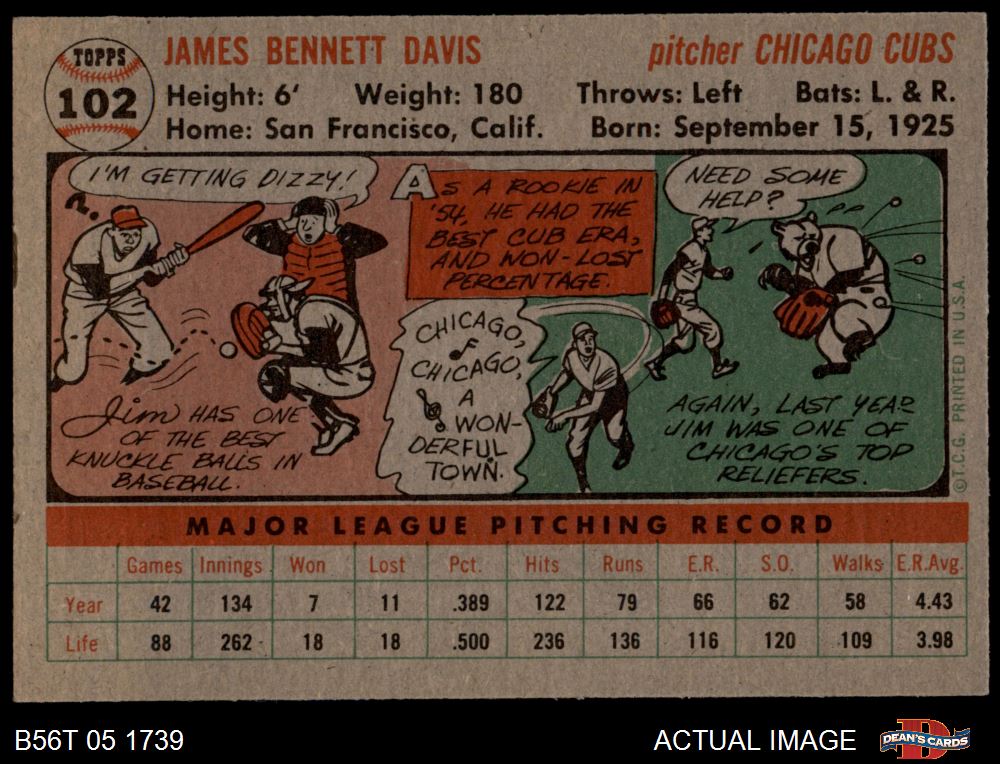 TOPPS
102
JAMES BENNETT DAVIS
pitcher CHICAGO CUBS
Height: 6' Weight: 180 Throws: Left Bats: L. & R.
Home: San Francisco, Calif. Born: September 15, 1925
I'M GETTING DIZZY!
Jim HAS ONE
OF THE BEST
KNUCKLE BALLS IN
BASEBALL.
AS A ROOKIE IN
'54, HE HAD THE
BEST CUB ERA,
AND WON-LOST
PERCENTAGE.
CHICAGO,
CHICAGO,
A
WON-
DERFUL
TOWN.
NEED SOME
HELP?
AGAIN, LAST YEAR
JIM WAS ONE OF
CHICAGO'S TOP
RELIEFERS.
©T.C.G. PRINTED IN U.S.A.
MAJOR LEAGUE PITCHING RECORD
Games Innings Won Lost Pct. Hits Runs E.R. S.O. Walks E.R.Avg.
Year 42 134 7 11 .389 122 79 66 62 58 4.43
Life 88 262 18 18 .500 236 136 116 120 109 3.98
B56T 05 1739
ACTUAL IMAGE
D
DEAN'S CARDS